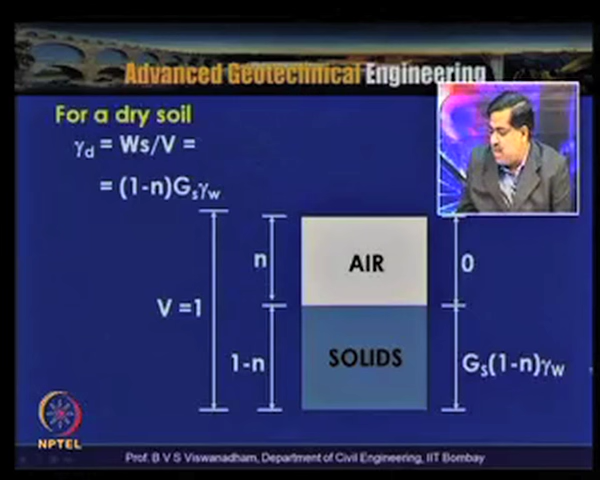 Advanced Geotechnical Engineering
For a dry soil
γd = Ws/V =
= (1-n)Gsγw
n
AIR
0
V =1
1-n
SOLIDS
Gs(1-n)γw
NPTEL
Prof. B V S Viswanadham, Department of Civil Engineering, IIT Bombay